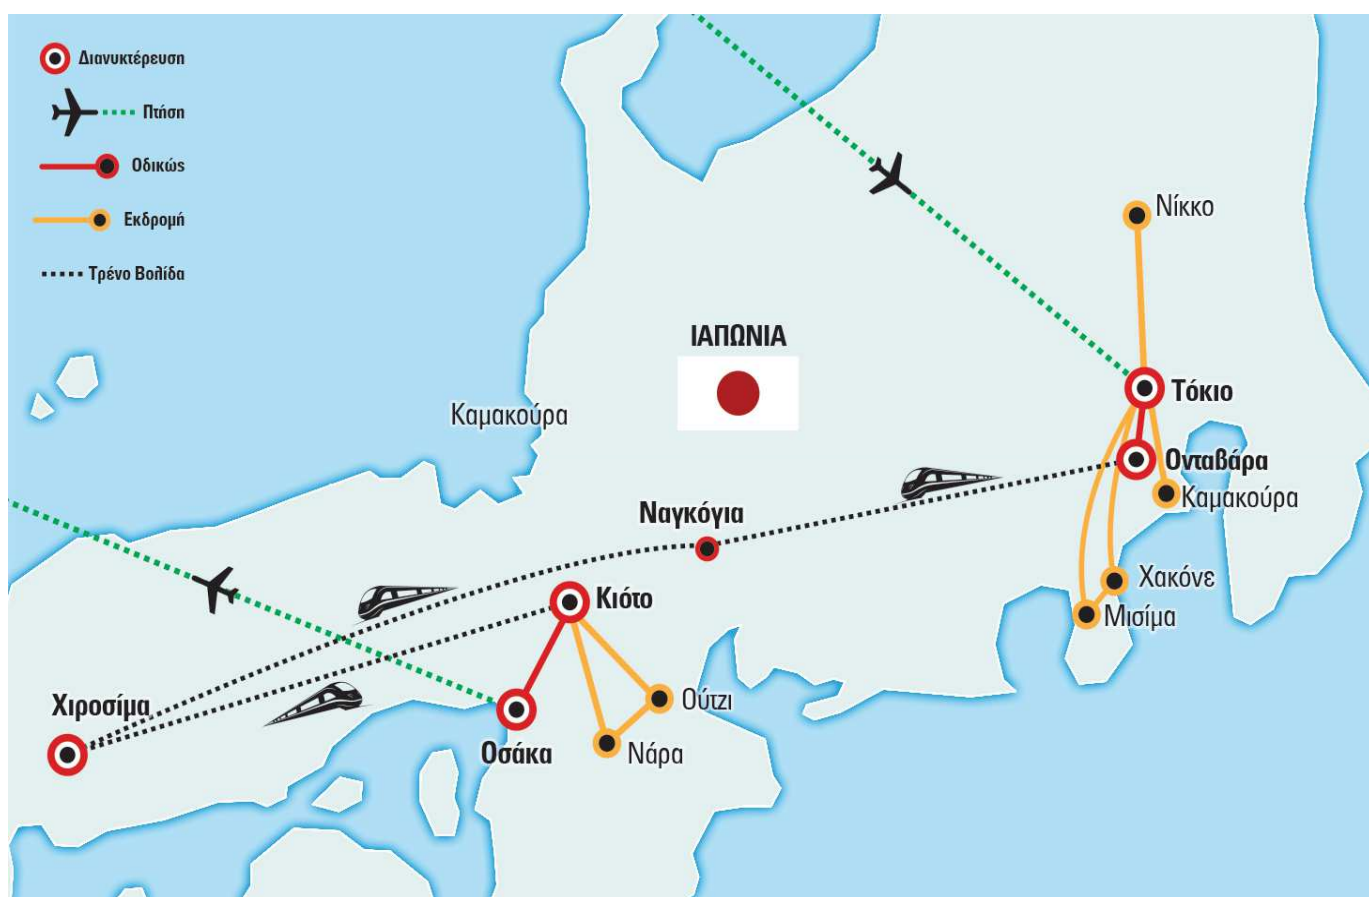 Διανυκτέρευση
Πτήση
Οδικώς
Εκδρομή
Τρένο Βολίδα
Νίκκο
ΙΑΠΩΝΙΑ
Τόκιο
Καμακούρα
Ονταβάρα
Καμακούρα
Ναγκόγια
Χακόνε
Κιότο
Μισίμα
Ούτζι
Χιροσίμα
Οσάκα
Νάρα